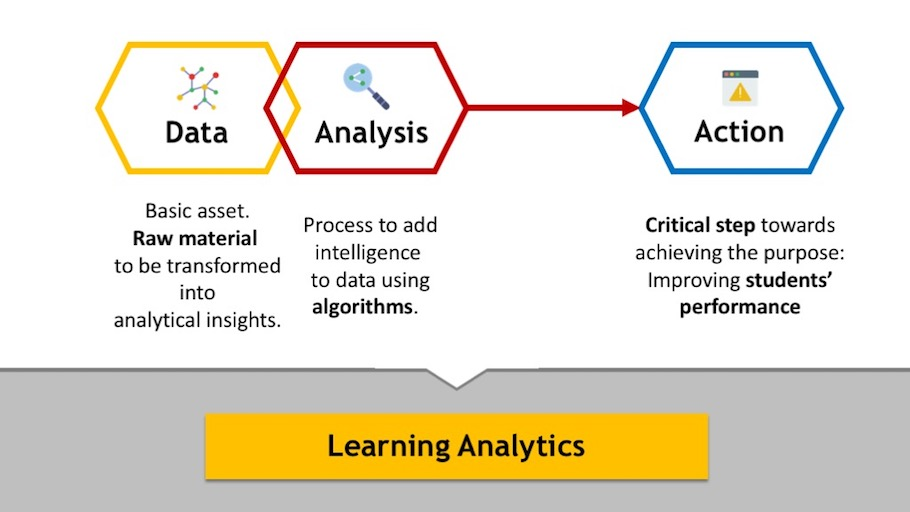 Data
Basic asset.
Raw material
to be transformed
into
analytical insights.
Analysis
Process to add
intelligence
to data using
algorithms.
Action
Critical step towards
achieving the purpose:
Improving students’
performance
Learning Analytics